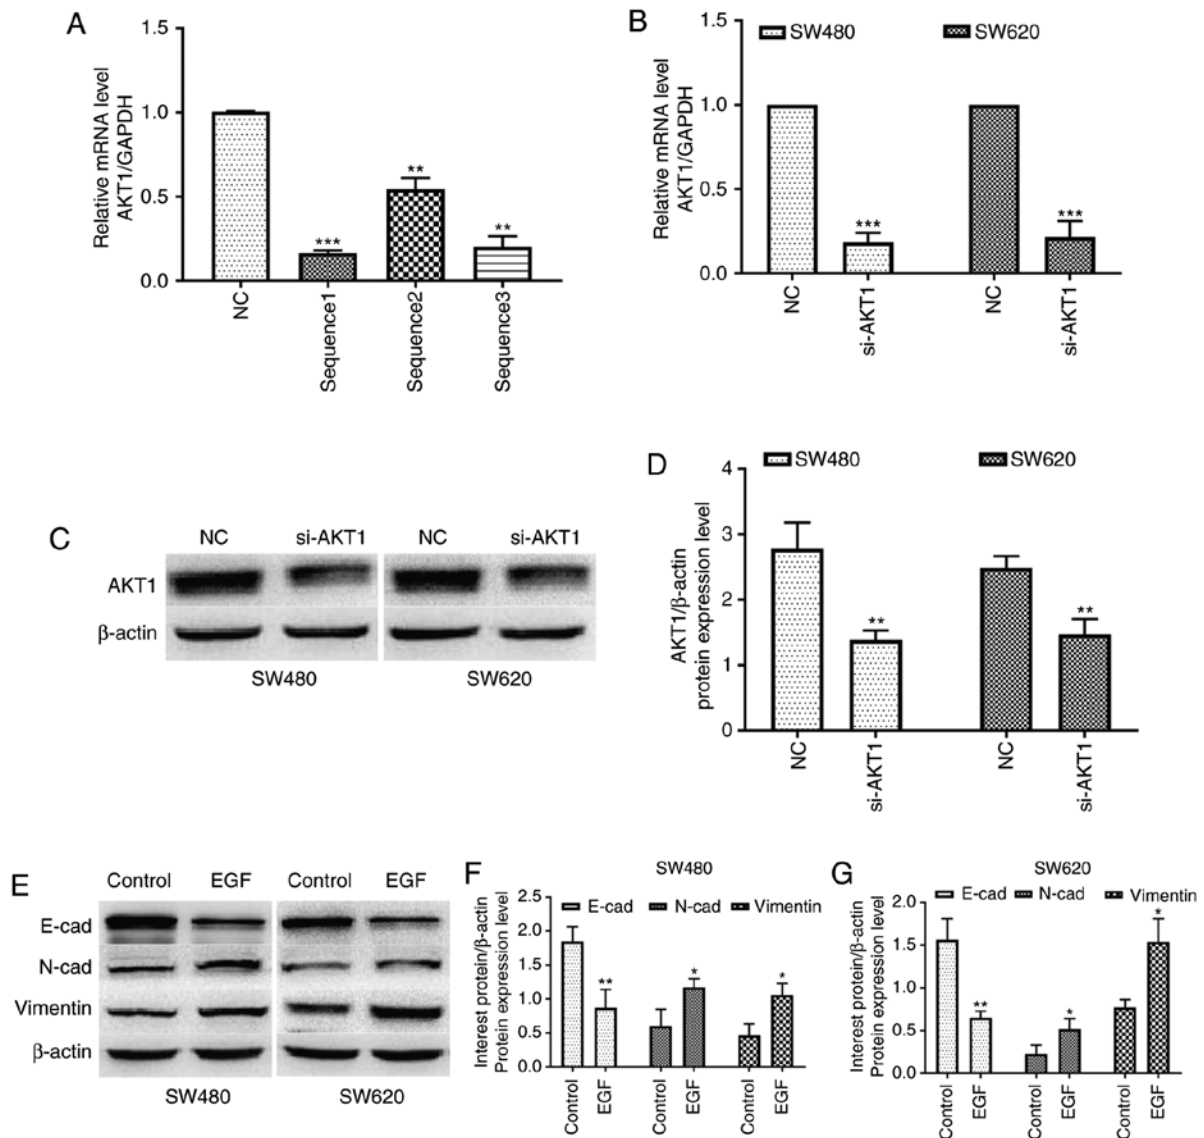 A
Relative mRNA level
AKT1/GAPDH
1.5
1.0
0.5
0.0
***
**
**
NC
Sequence1
Sequence2
Sequence3
B
Relative mRNA level
AKT1/GAPDH
1.5
1.0
0.5
0.0
SW480
SW620
***
***
NC
si-AKT1
NC
si-AKT1
C
NC
si-AKT1
NC
si-AKT1
AKT1
β-actin
SW480
SW620
D
AKT1/β-actin
protein expression level
4
3
2
1
0
SW480
SW620
**
**
NC
si-AKT1
NC
si-AKT1
E
Control
EGF
Control
EGF
E-cad
N-cad
Vimentin
β-actin
SW480
SW620
F
SW480
Interest protein/β-actin
Protein expression level
2.5
2.0
1.5
1.0
0.5
0.0
E-cad
N-cad
Vimentin
**
*
*
Control
EGF
Control
EGF
Control
EGF
G
SW620
Interest protein/β-actin
Protein expression level
2.0
1.5
1.0
0.5
0.0
E-cad
N-cad
Vimentin
**
*
*
Control
EGF
Control
EGF
Control
EGF